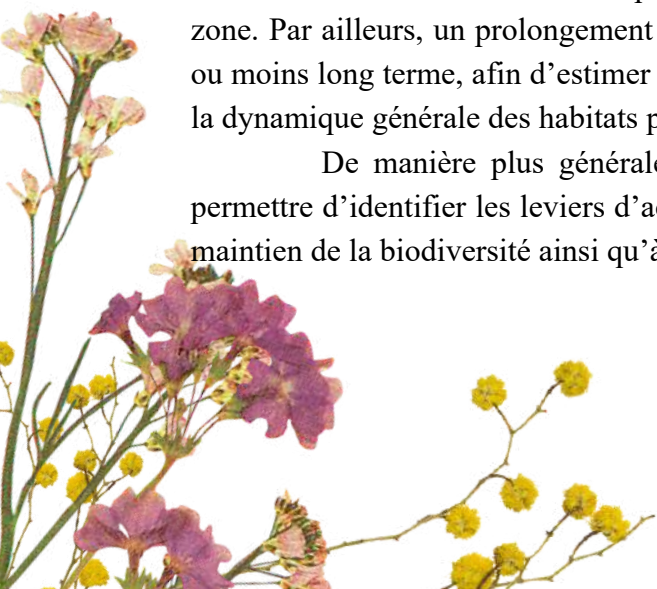 zone. Par ailleurs, un prolongement
ou moins long terme, afin d’estimer
la dynamique générale des habitats
De manière plus générale
permettre d’identifier les leviers
maintien de la biodiversité ainsi qu’à